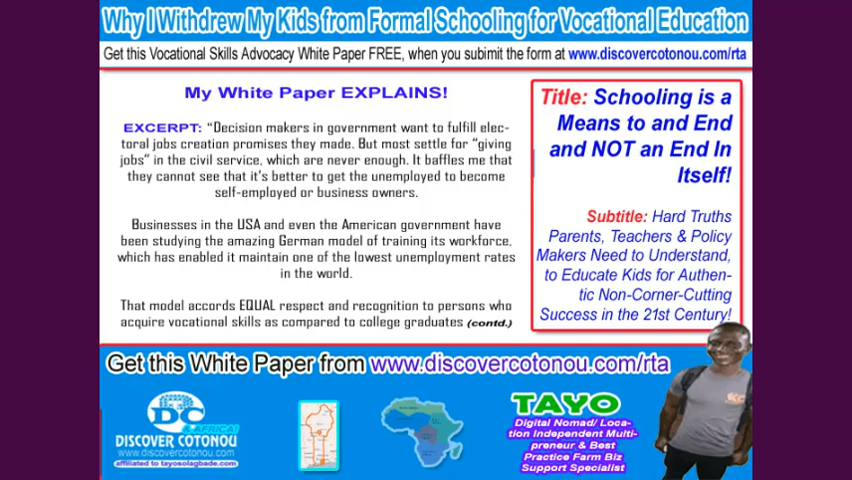 Why I Withdrew My Kids from Formal Schooling for Vocational Education
Get this Vocational Skills Advocacy White Paper FREE, when you subimit the form at www.discovercotonou.com/rta
My White Paper EXPLAINS!
EXCERPT: "Decision makers in government want to fulfill elec-
toral jobs creation promises they made. But most settle for "giving
jobs" in the civil service, which are never enough. It baffles me that
they cannot see that it's better to get the unemployed to become
self-employed or business owners.
Businesses in the USA and even the American government have
been studying the amazing German model of training its workforce,
which has enabled it maintain one of the lowest unemployment rates
in the world.
That model accords EQUAL respect and recognition to persons who
acquire vocational skills as compared to college graduates (contd.)
Title: Schooling is a
Means to and End
and NOT an End In
Itself!
Subtitle: Hard Truths
Parents, Teachers & Policy
Makers Need to Understand,
to Educate Kids for Authen-
tic Non-Corner-Cutting
Success in the 21st Century!
Get this White Paper from www.discovercotonou.com/rta
DC
& AFRICA!
DISCOVER COTONOU
www.discovercotonou.com
affiliated to tayosolagbade.com
TAYO
Digital Nomad/ Loca-
tion Independent Multi-
preneur & Best
Practice Farm Biz
Support Specialist